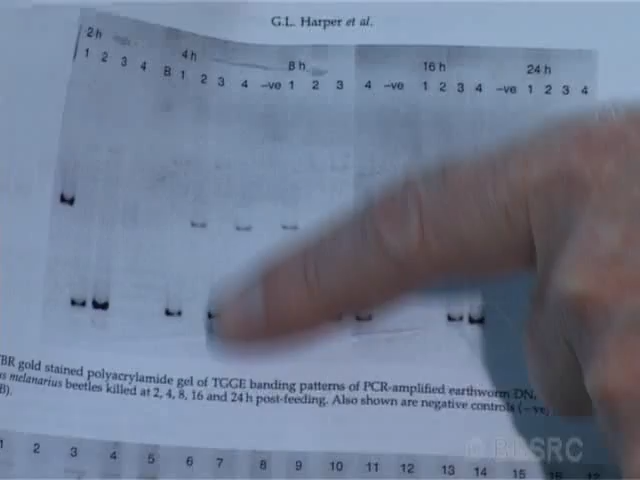 G.L. Harper et al.
2 h 4 h 8 h 16 h 24 h
1 2 3 4 B 1 2 3 4 –ve 1 2 3 4 –ve 1 2 3 4 –ve 1 2 3 4
BR gold stained polyacrylamide gel of TGGE banding patterns of PCR-amplified earthworm DN
s melanarius beetles killed at 2, 4, 8, 16 and 24 h post-feeding. Also shown are negative controls (–ve)
B).
1 2 3 4 5 6 7 8 9 10 11 12 13 14 15
© BBSRC